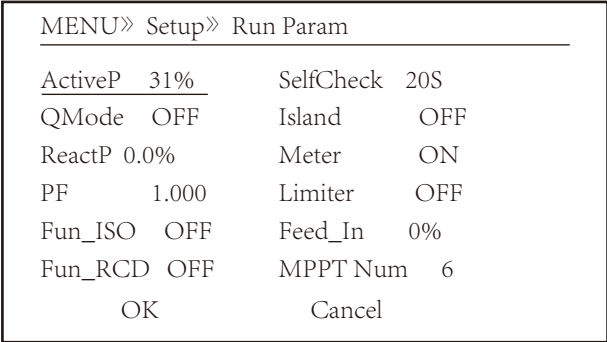 MENU» Setup» Run Param
ActiveP 31% SelfCheck 20S
QMode OFF Island OFF
ReactP 0.0% Meter ON
PF 1.000 Limiter OFF
Fun_ISO OFF Feed_In 0%
Fun_RCD OFF MPPT Num 6
OK Cancel